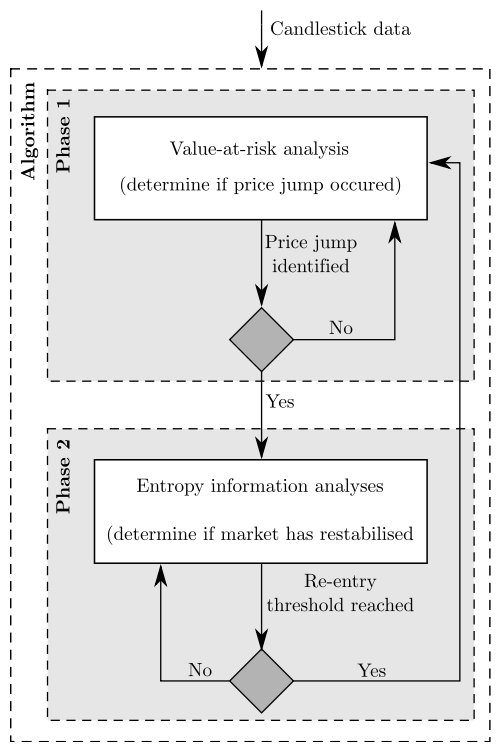 Candlestick data
Algorithm
Phase 1
Value-at-risk analysis
(determine if price jump occured)
Price jump
identified
No
Yes
Phase 2
Entropy information analyses
(determine if market has restabilised
Re-entry
threshold reached
No
Yes